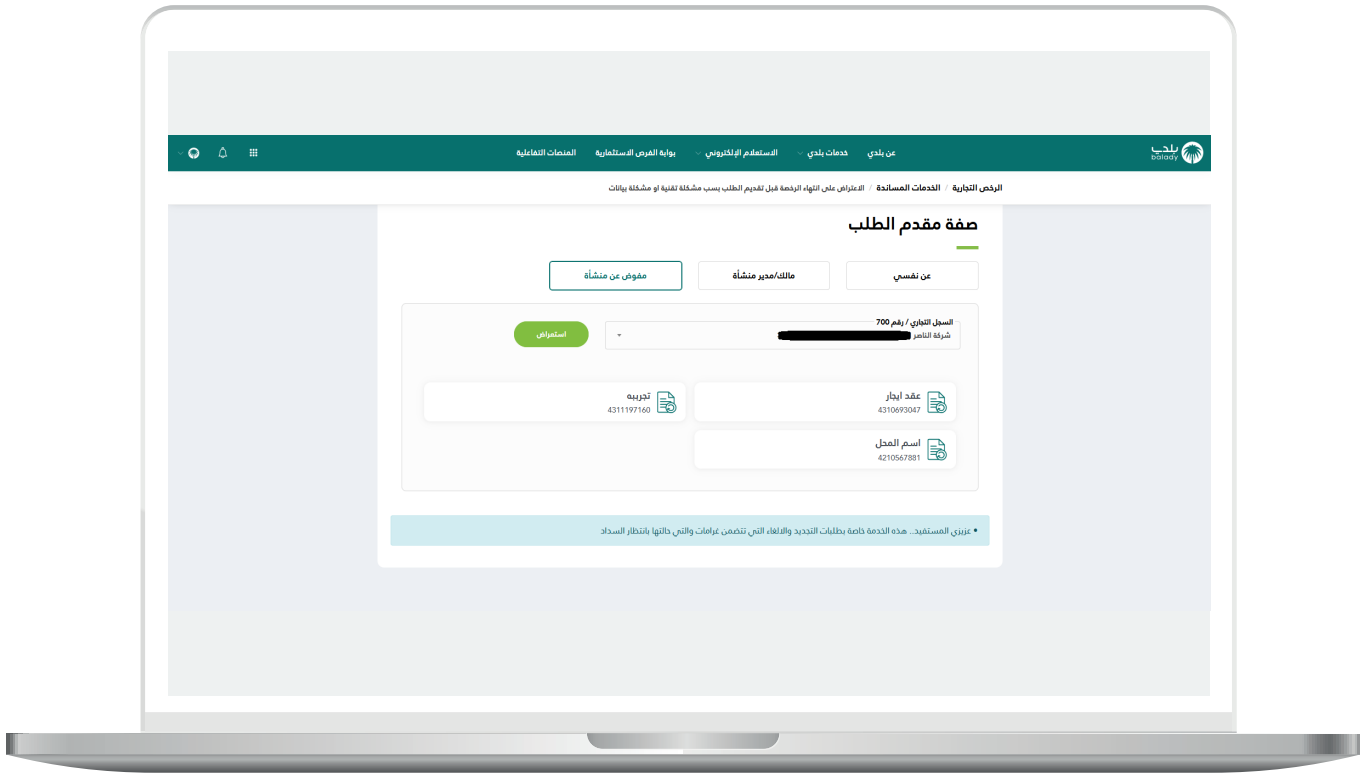 بلدي
balady
عن بلدي خدمات بلدي الاستعلام الإلكتروني بوابة الفرص الاستثمارية المنصات التفاعلية
الرخص التجارية / الخدمات المساندة / الاعتراض على انتهاء الرخصة قبل تقديم الطلب بسب مشكلة تقنية او مشكلة بيانات
صفة مقدم الطلب
عن نفسي مالك/مدير منشأة مفوض عن منشأة
السجل التجاري / رقم 700
شركة الناصر
استعراض
عقد ايجار
4310693047
تجريبه
4311197160
اسم المحل
4210567881
• عزيزي المستفيد.. هذه الخدمة خاصة بطلبات التجديد والالغاء التي تتضمن غرامات والتي حالتها بانتظار السداد